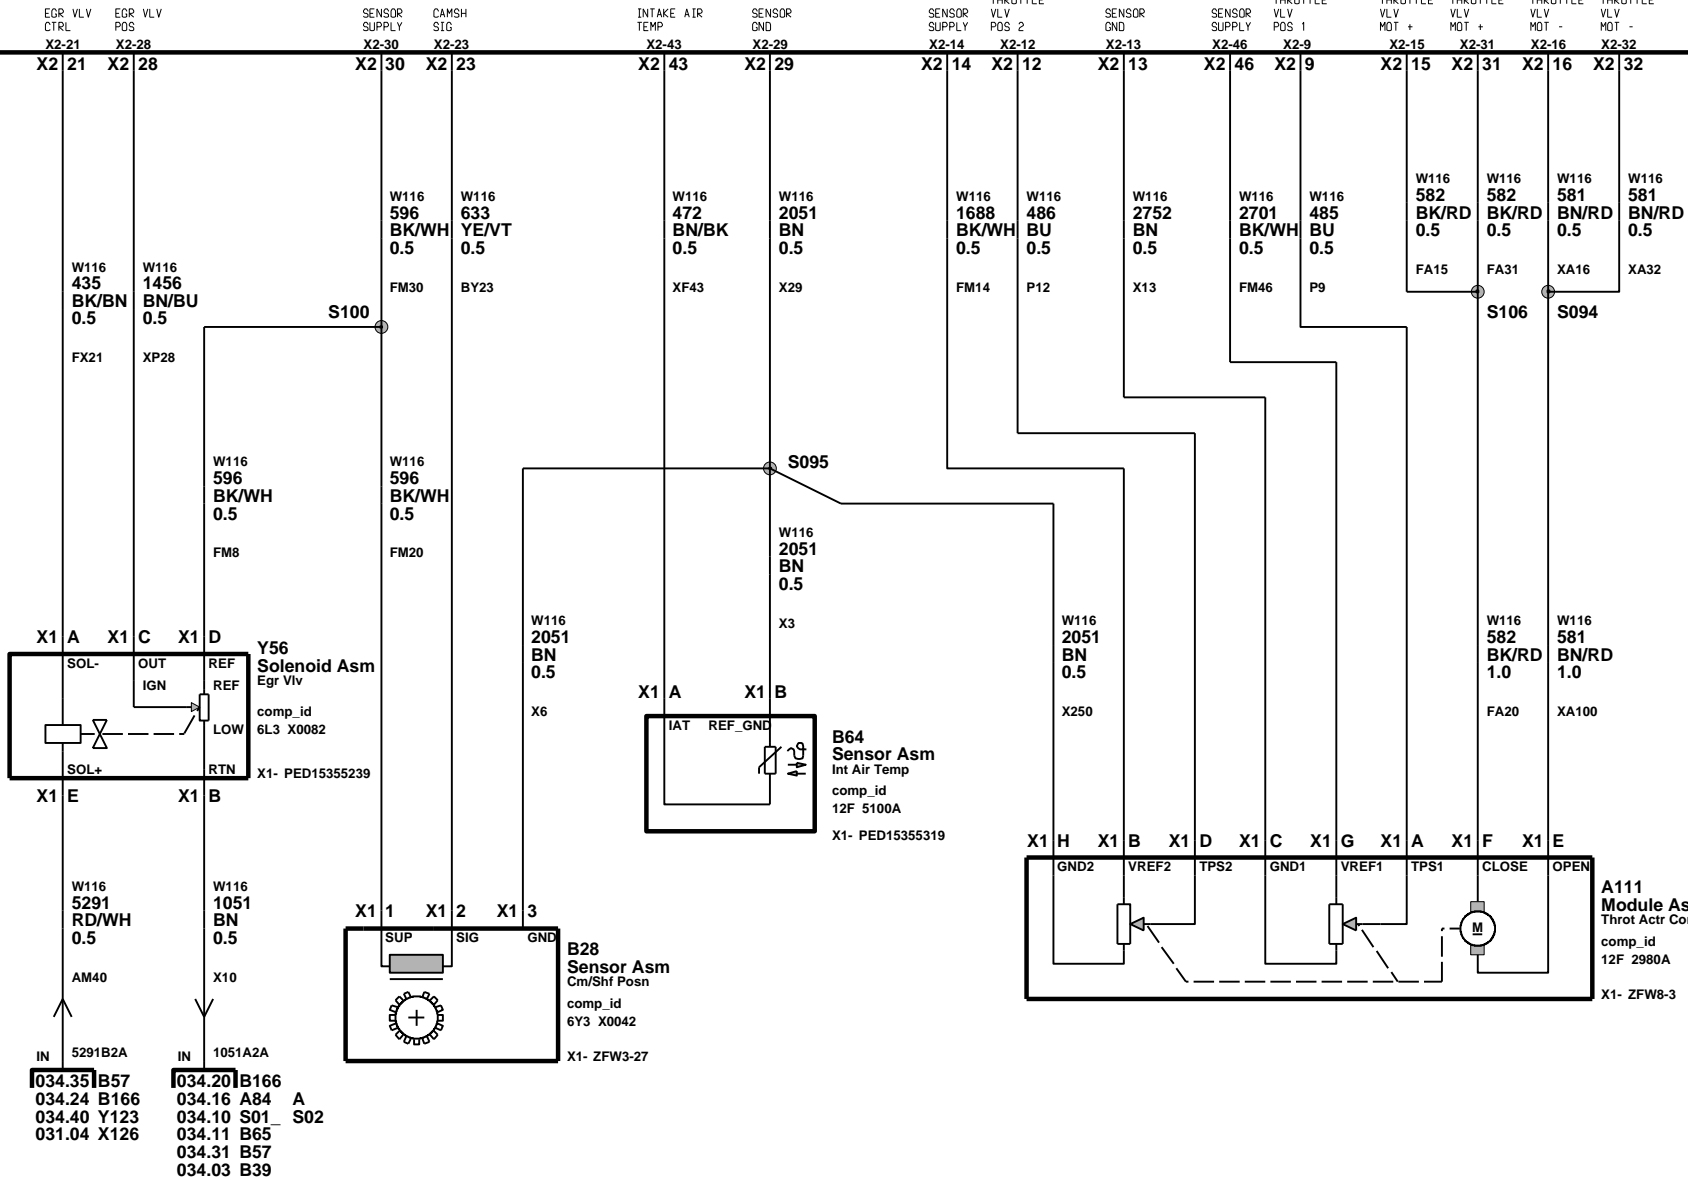 EGR VLV EGR VLV SENSOR CAMSH INTAKE AIR SENSOR SENSOR THROTTLE SENSOR SENSOR THROTTLE THROTTLE THROTTLE THROTTLE THROTTLE
CTRL POS SUPPLY SIG TEMP GND SUPPLY VLV GND SUPPLY VLV VLV VLV VLV VLV
POS 2 POS 1 MOT + MOT + MOT - MOT -
X2-21 X2-28 X2-30 X2-23 X2-43 X2-29 X2-14 X2-12 X2-13 X2-46 X2-9 X2-15 X2-31 X2-16 X2-32
X2 21 X2 28 X2 30 X2 23 X2 43 X2 29 X2 14 X2 12 X2 13 X2 46 X2 9 X2 15 X2 31 X2 16 X2 32
W116 W116 W116 W116
582 582 581 581
BK/RD BK/RD BN/RD BN/RD
0.5 0.5 0.5 0.5
FA15 FA31 XA16 XA32
S106 S094
W116 W116 W116 W116 W116 W116 W116 W116 W116
596 633 472 2051 1688 486 2752 2701 485
BK/WH YE/VT BN/BK BN BK/WH BU BN BK/WH BU
0.5 0.5 0.5 0.5 0.5 0.5 0.5 0.5 0.5
FM30 BY23 XF43 X29 FM14 P12 X13 FM46 P9
W116 W116
435 1456
BK/BN BN/BU
0.5 0.5
FX21 XP28
S100
W116 W116
596 596
BK/WH BK/WH
0.5 0.5
FM8 FM20
S095
W116
2051
BN
0.5
X3
W116 W116 W116 W116
2051 2051 582 581
BN BN BK/RD BN/RD
0.5 0.5 1.0 1.0
X6 X250 FA20 XA100
X1 A X1 C X1 D
SOL- OUT REF
IGN REF
LOW
SOL+ RTN
X1 E X1 B
Y56
Solenoid Asm
Egr Vlv
comp_id
6L3 X0082
X1- PED15355239
X1 A X1 B
IAT REF_GND
B64
Sensor Asm
Int Air Temp
comp_id
12F 5100A
X1- PED15355319
X1 H X1 B X1 D X1 C X1 G X1 A X1 F X1 E
GND2 VREF2 TPS2 GND1 VREF1 TPS1 CLOSE OPEN
M
A111
Module As
Throt Actr Co
comp_id
12F 2980A
X1- ZFW8-3
W116 W116
5291 1051
RD/WH BN
0.5 0.5
AM40 X10
X1 1 X1 2 X1 3
SUP SIG GND
B28
Sensor Asm
Cm/Shf Posn
comp_id
6Y3 X0042
X1- ZFW3-27
IN 5291B2A IN 1051A2A
034.35 B57 034.20 B166
034.24 B166 034.16 A84 A
034.40 Y123 034.10 S01_ S02
031.04 X126 034.11 B65
034.31 B57
034.03 B39